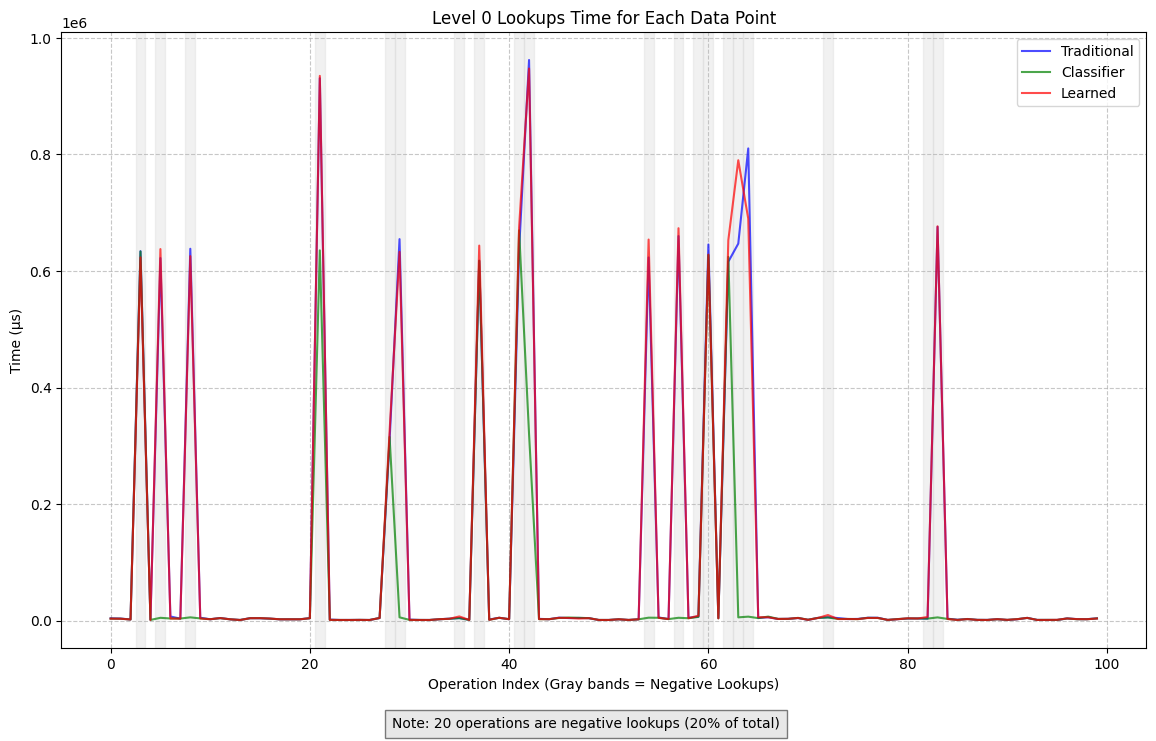 Level 0 Lookups Time for Each Data Point
1e6
1.0
0.8
0.6
0.4
0.2
0.0
Time (μs)
Traditional
Classifier
Learned
0 20 40 60 80 100
Operation Index (Gray bands = Negative Lookups)
Note: 20 operations are negative lookups (20% of total)